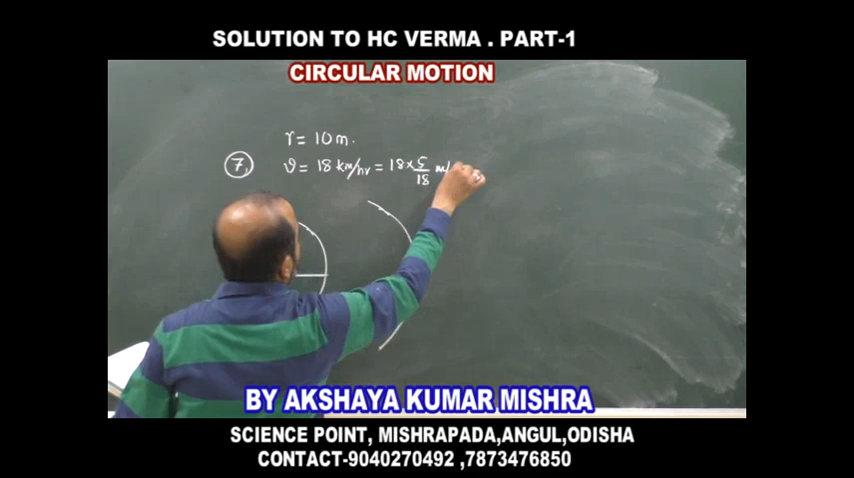 SOLUTION TO HC VERMA . PART-1
CIRCULAR MOTION
r = 10 m.
7. v = 18 km/hr = 18 × 5/18 m/
BY AKSHAYA KUMAR MISHRA
SCIENCE POINT, MISHRAPADA,ANGUL,ODISHA
CONTACT-9040270492 ,7873476850